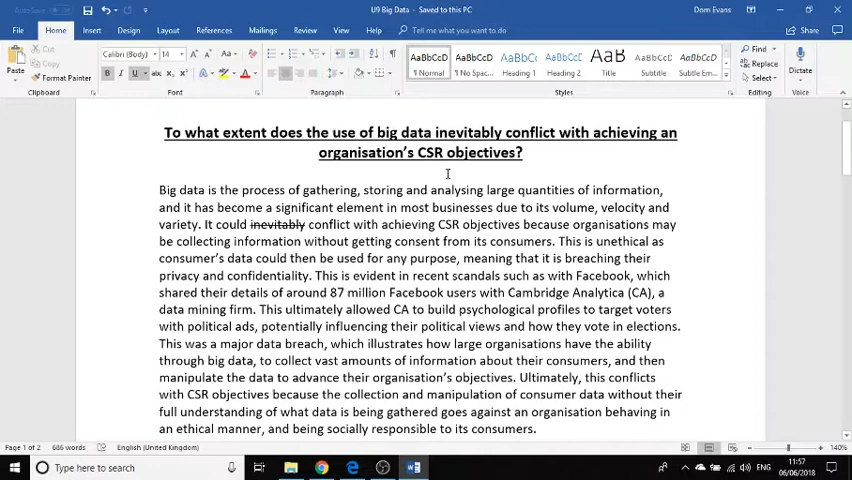 U9 Big Data - Saved to this PC
Dom Evans
File Home Insert Design Layout References Mailings Review View Help Tell me what you want to do
Paste
Cut
Copy
Format Painter
Clipboard
Calibri (Body) 14
Font
Paragraph
AaBbCcD AaBbCcD AaBbCc AaBbCcD AaB AaBbCcD AaBbCcD
¶ Normal ¶ No Spac... Heading 1 Heading 2 Title Subtitle Subtle Em...
Styles
Find
Replace
Select
Editing
Dictate
Voice
To what extent does the use of big data inevitably conflict with achieving an
organisation's CSR objectives?
Big data is the process of gathering, storing and analysing large quantities of information,
and it has become a significant element in most businesses due to its volume, velocity and
variety. It could inevitably conflict with achieving CSR objectives because organisations may
be collecting information without getting consent from its consumers. This is unethical as
consumer's data could then be used for any purpose, meaning that it is breaching their
privacy and confidentiality. This is evident in recent scandals such as with Facebook, which
shared their details of around 87 million Facebook users with Cambridge Analytica (CA), a
data mining firm. This ultimately allowed CA to build psychological profiles to target voters
with political ads, potentially influencing their political views and how they vote in elections.
This was a major data breach, which illustrates how large organisations have the ability
through big data, to collect vast amounts of information about their consumers, and then
manipulate the data to advance their organisation's objectives. Ultimately, this conflicts
with CSR objectives because the collection and manipulation of consumer data without their
full understanding of what data is being gathered goes against an organisation behaving in
an ethical manner, and being socially responsible to its consumers.
Page 1 of 2 686 words English (United Kingdom) 140%
Type here to search
ENG
11:57
06/06/2018